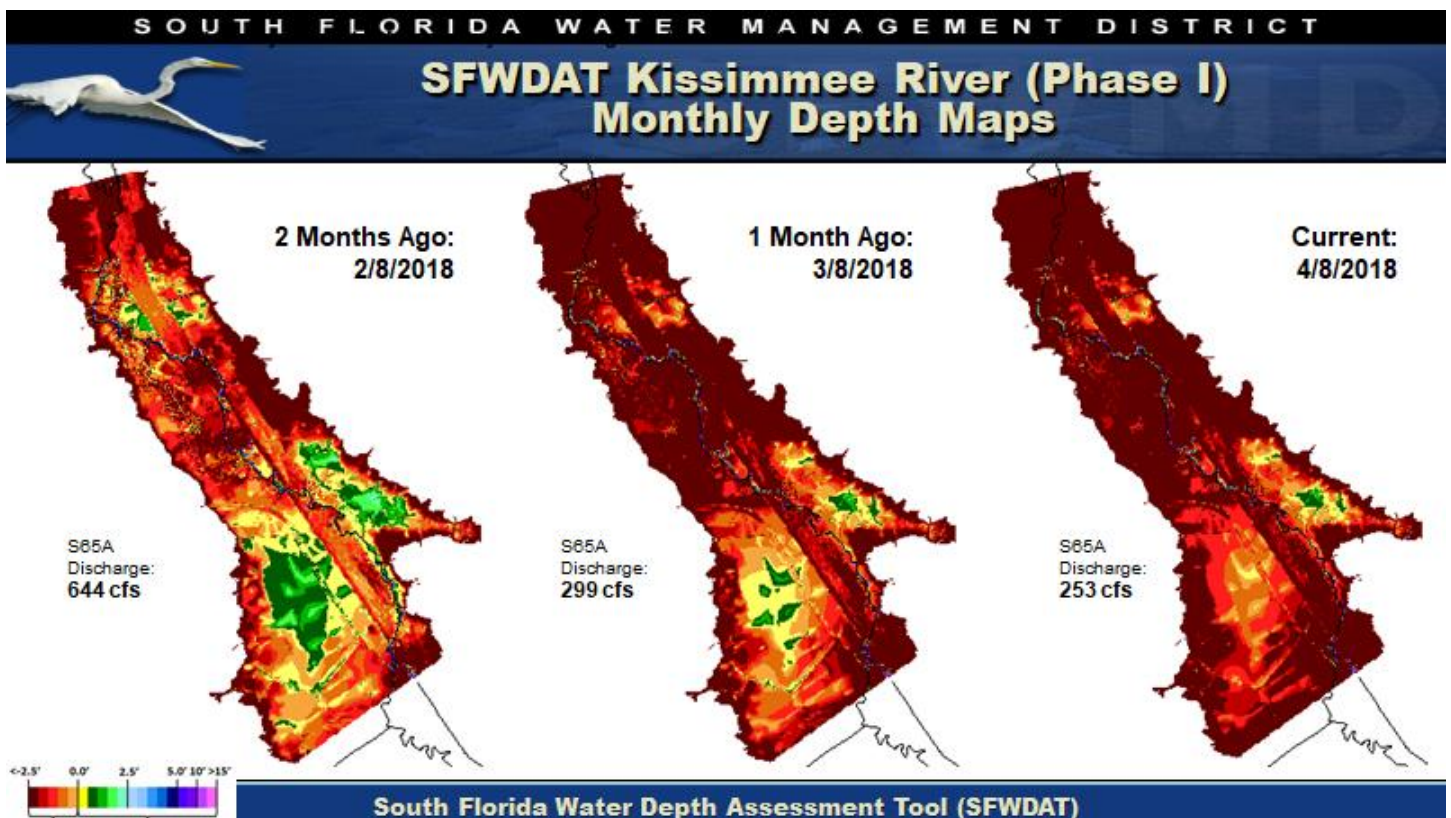 SOUTH FLORIDA WATER MANAGEMENT DISTRICT
SFWDAT Kissimmee River (Phase I)
Monthly Depth Maps
2 Months Ago:
2/8/2018
1 Month Ago:
3/8/2018
Current:
4/8/2018
S65A
Discharge:
644 cfs
S65A
Discharge:
299 cfs
S65A
Discharge:
253 cfs
<-2.5' 0.0' 2.5' 5.0' 10' >15'
South Florida Water Depth Assessment Tool (SFWDAT)